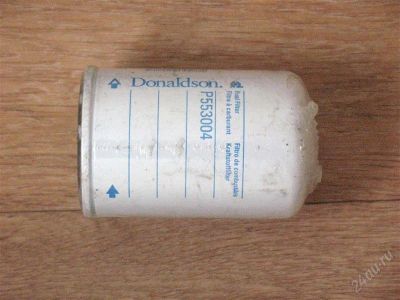 Donaldson.
P553004
Fuel Filter
Filtre à carburant
Filtro de combustible
Kraftstofffilter
24au.ru